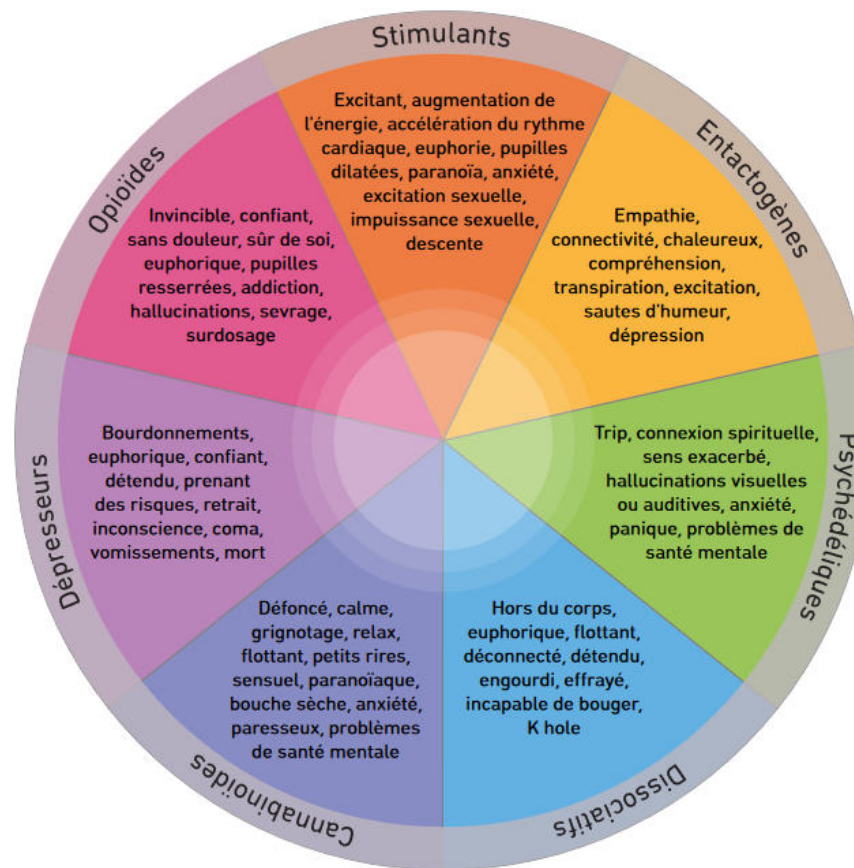 Stimulants
Excitant, augmentation de
l'énergie, accélération du rythme
cardiaque, euphorie, pupilles
dilatées, paranoïa, anxiété,
excitation sexuelle,
impuissance sexuelle,
descente
Entactogènes
Empathie,
connectivité, chaleureux,
compréhension,
transpiration, excitation,
sautes d'humeur,
dépression
Psychédéliques
Trip, connexion spirituelle,
sens exacerbé,
hallucinations visuelles
ou auditives, anxiété,
panique, problèmes de
santé mentale
Dissociatifs
Hors du corps,
euphorique, flottant,
déconnecté, détendu,
engourdi, effrayé,
incapable de bouger,
K hole
Cannabinoïdes
Défoncé, calme,
grignotage, relax,
flottant, petits rires,
sensuel, paranoïaque,
bouche sèche, anxiété,
paresseux, problèmes
de santé mentale
Dépresseurs
Bourdonnements,
euphorique, confiant,
détendu, prenant
des risques, retrait,
inconscience, coma,
vomissements, mort
Opioïdes
Invincible, confiant,
sans douleur, sûr de soi,
euphorique, pupilles
resserrées, addiction,
hallucinations, sevrage,
surdosage